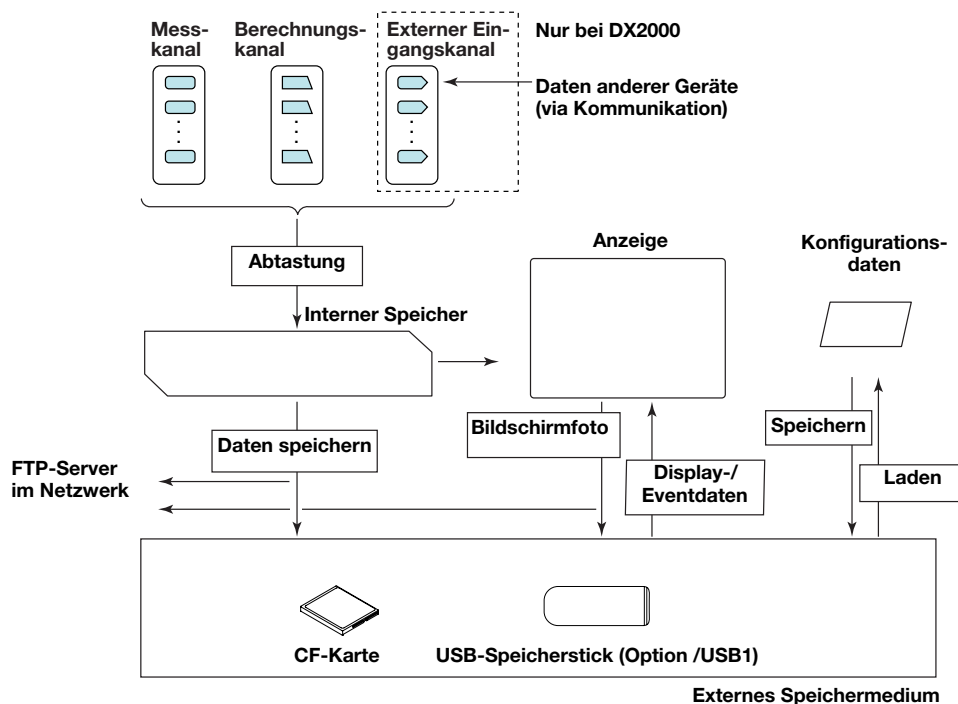 Mess-
kanal
Berechnungs-
kanal
Externer Ein-
gangskanal
Nur bei DX2000
Daten anderer Geräte
(via Kommunikation)
Abtastung
Anzeige
Konfigurations-
daten
Interner Speicher
Daten speichern
Bildschirmfoto
Speichern
FTP-Server
im Netzwerk
Display-/
Eventdaten
Laden
CF-Karte
USB-Speicherstick (Option /USB1)
Externes Speichermedium